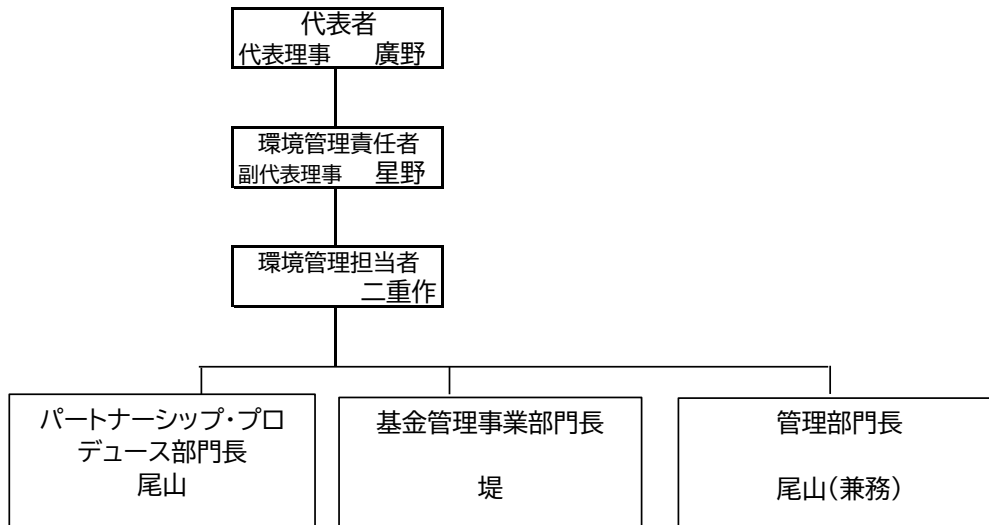 代表者
代表理事 廣野
環境管理責任者
副代表理事 星野
環境管理担当者
二重作
パートナーシップ・プロ
デュース部門長
尾山
基金管理事業部門長
堤
管理部門長
尾山(兼務)